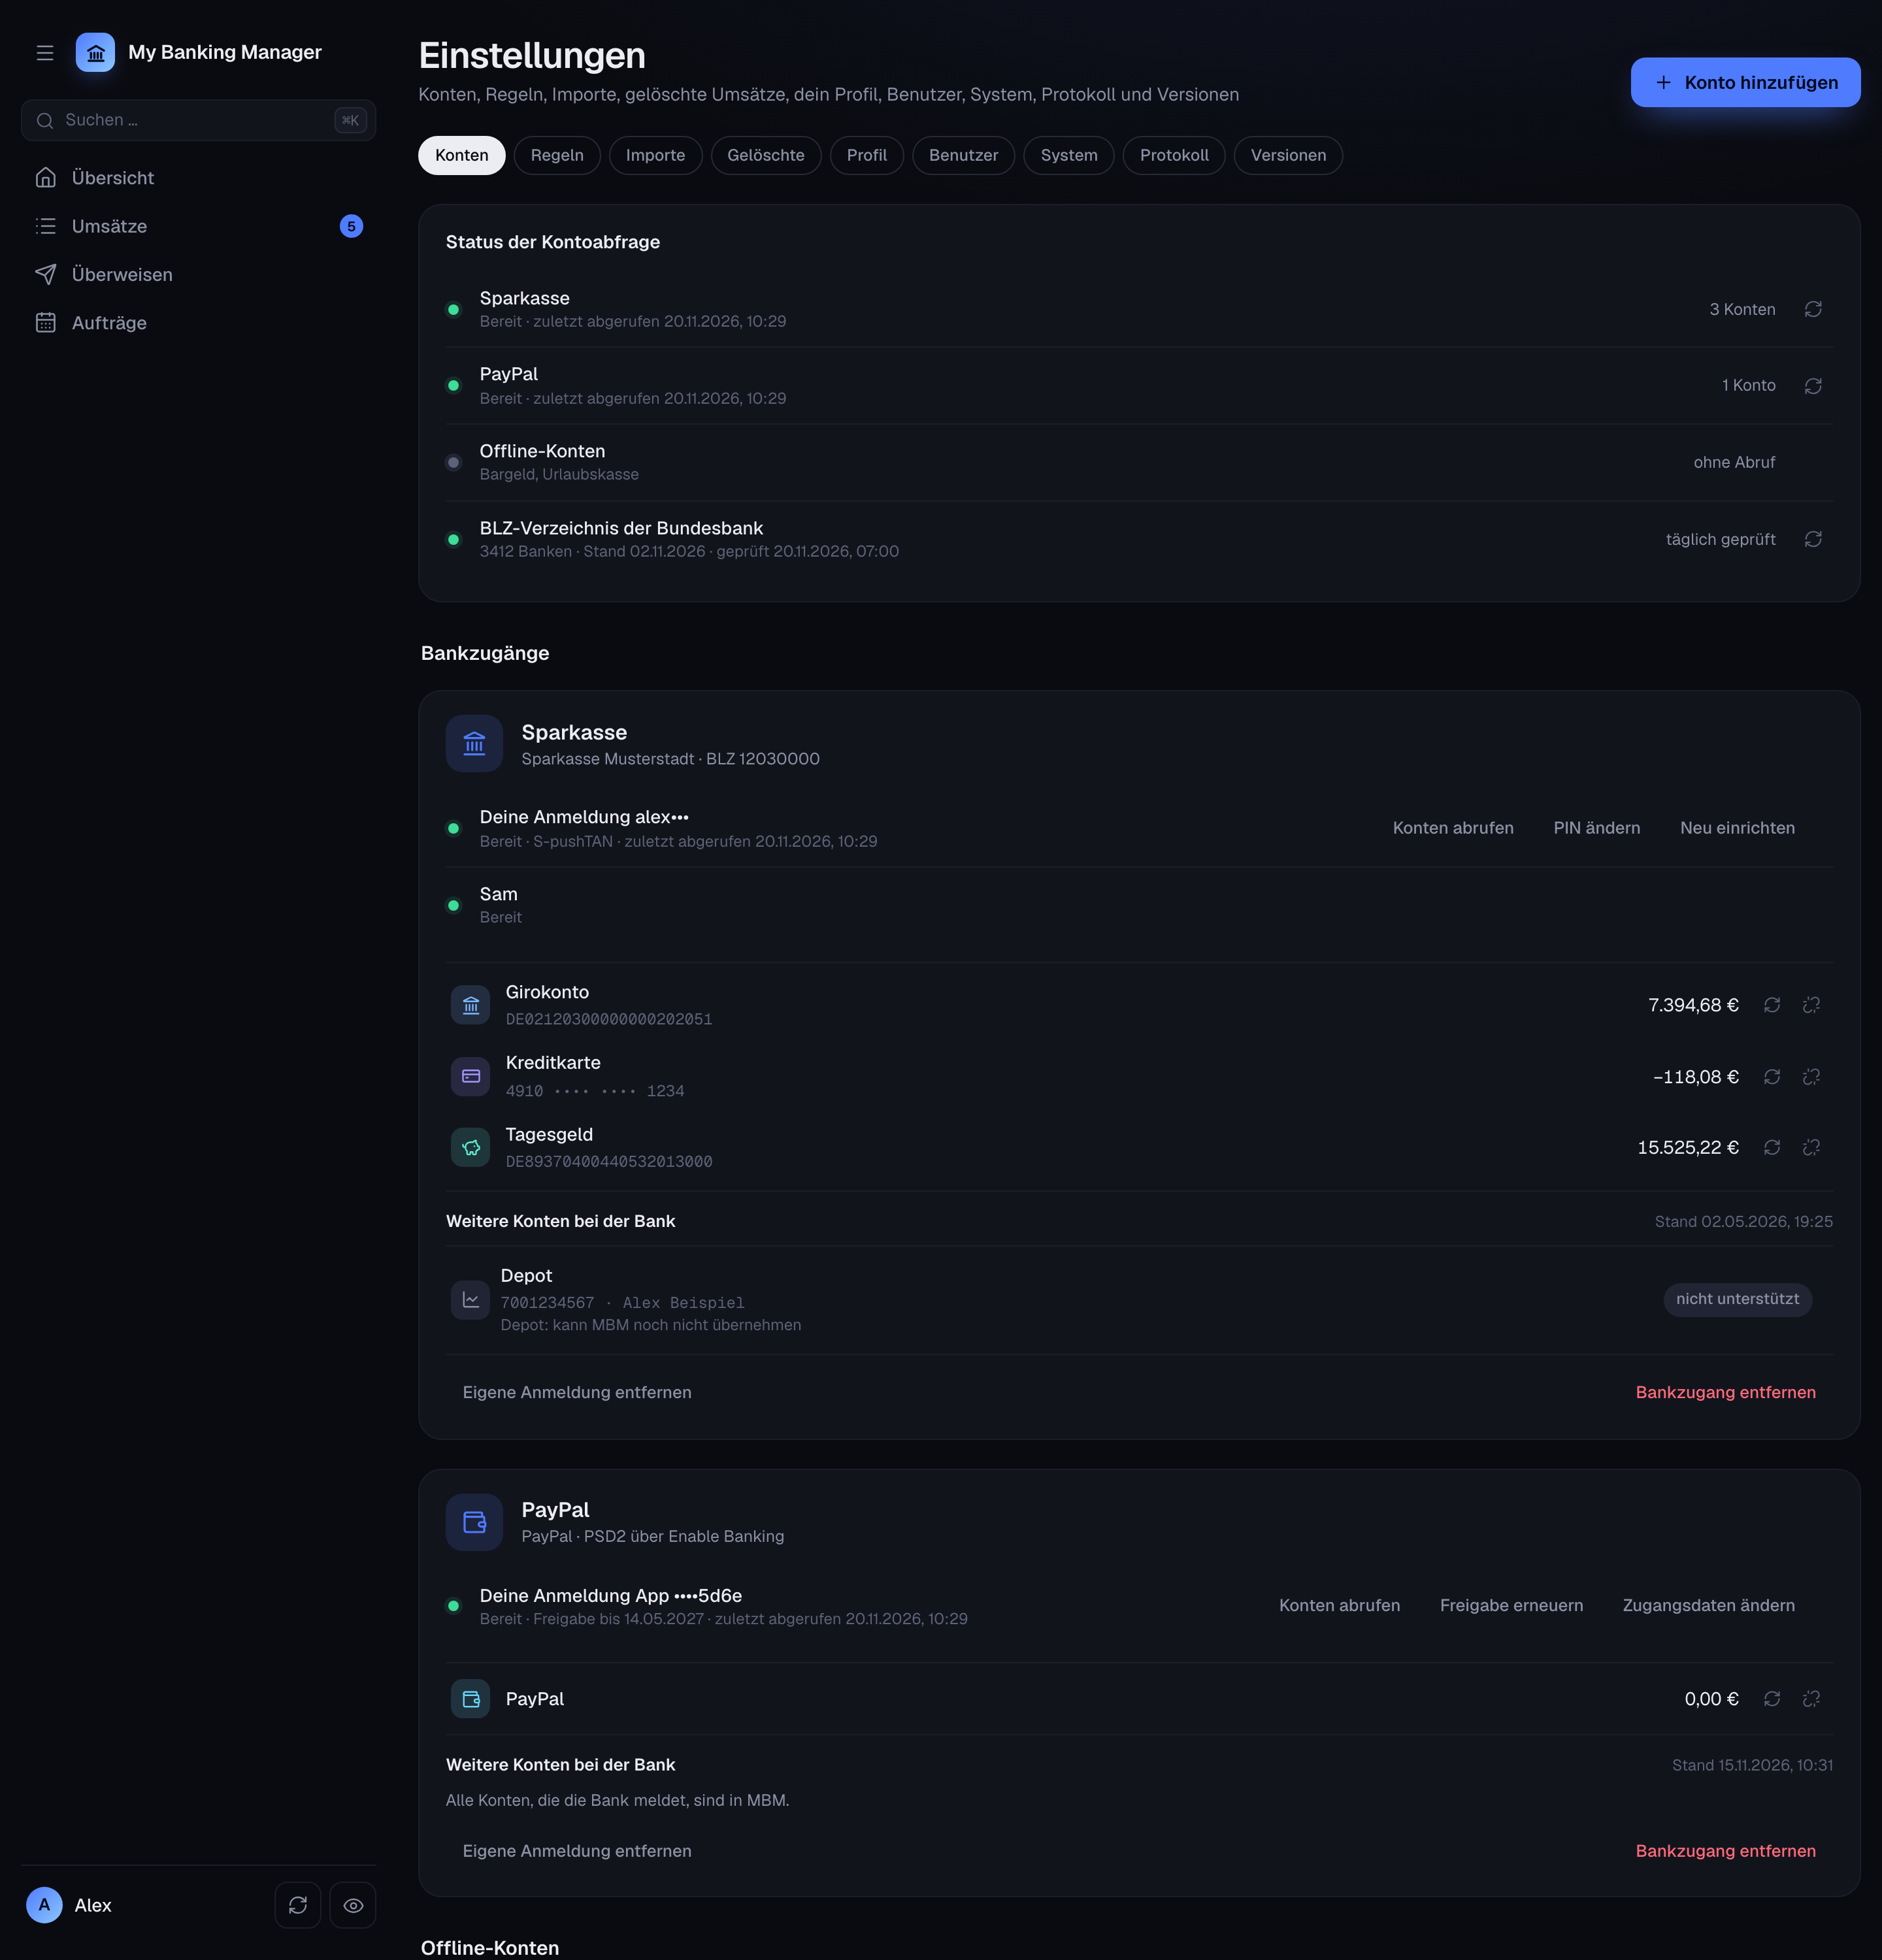 My Banking Manager
Suchen …
⌘K
Übersicht
Umsätze
5
Überweisen
Aufträge
A
Alex
Einstellungen
Konten, Regeln, Importe, gelöschte Umsätze, dein Profil, Benutzer, System, Protokoll und Versionen
Konto hinzufügen
Konten
Regeln
Importe
Gelöschte
Profil
Benutzer
System
Protokoll
Versionen
Status der Kontoabfrage
Sparkasse
Bereit · zuletzt abgerufen 20.11.2026, 10:29
3 Konten
PayPal
Bereit · zuletzt abgerufen 20.11.2026, 10:29
1 Konto
Offline-Konten
Bargeld, Urlaubskasse
ohne Abruf
BLZ-Verzeichnis der Bundesbank
3412 Banken · Stand 02.11.2026 · geprüft 20.11.2026, 07:00
täglich geprüft
Bankzugänge
Sparkasse
Sparkasse Musterstadt · BLZ 12030000
Deine Anmeldung alex•••
Bereit · S-pushTAN · zuletzt abgerufen 20.11.2026, 10:29
Konten abrufen
PIN ändern
Neu einrichten
Sam
Bereit
Girokonto
DE02120300000000202051
7.394,68 €
Kreditkarte
4910 •••• •••• 1234
−118,08 €
Tagesgeld
DE89370400440532013000
15.525,22 €
Weitere Konten bei der Bank
Stand 02.05.2026, 19:25
Depot
7001234567 · Alex Beispiel
Depot: kann MBM noch nicht übernehmen
nicht unterstützt
Eigene Anmeldung entfernen
Bankzugang entfernen
PayPal
PayPal · PSD2 über Enable Banking
Deine Anmeldung App ••••5d6e
Bereit · Freigabe bis 14.05.2027 · zuletzt abgerufen 20.11.2026, 10:29
Konten abrufen
Freigabe erneuern
Zugangsdaten ändern
PayPal
0,00 €
Weitere Konten bei der Bank
Stand 15.11.2026, 10:31
Alle Konten, die die Bank meldet, sind in MBM.
Eigene Anmeldung entfernen
Bankzugang entfernen
Offline-Konten